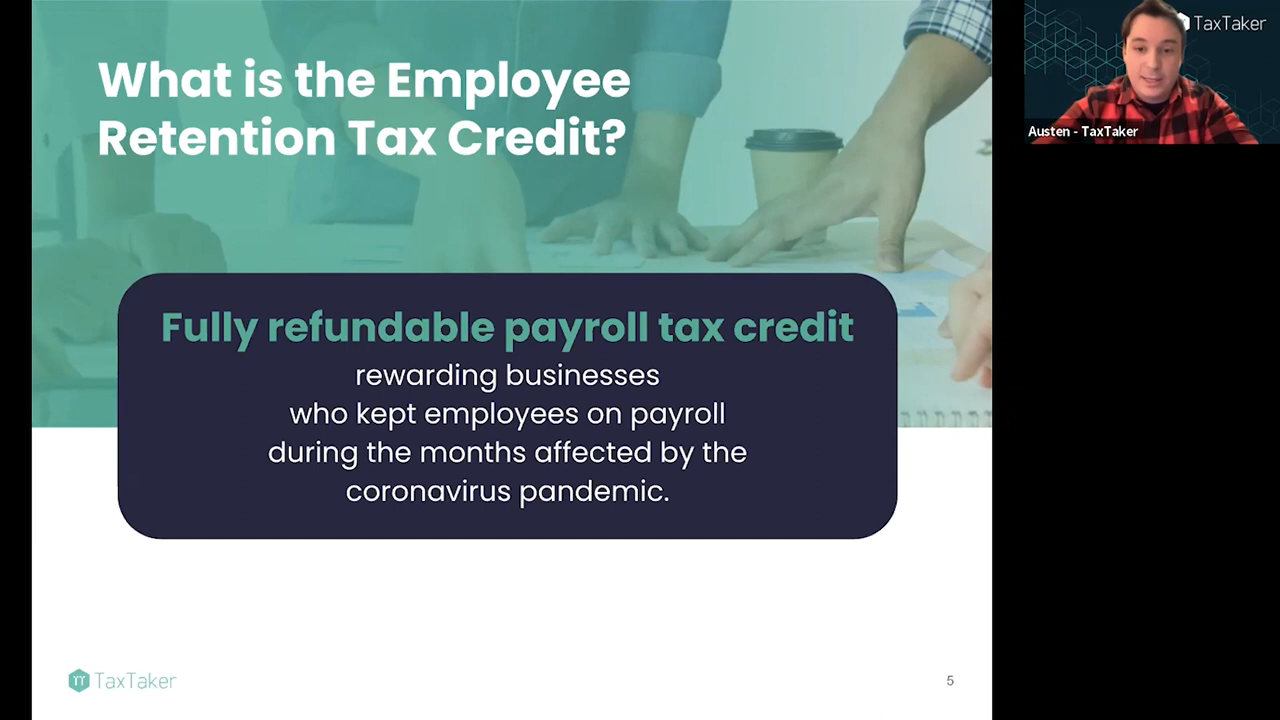 What is the Employee
Retention Tax Credit?
Fully refundable payroll tax credit
rewarding businesses
who kept employees on payroll
during the months affected by the
coronavirus pandemic.
TaxTaker
5
TaxTaker
Austen - TaxTaker